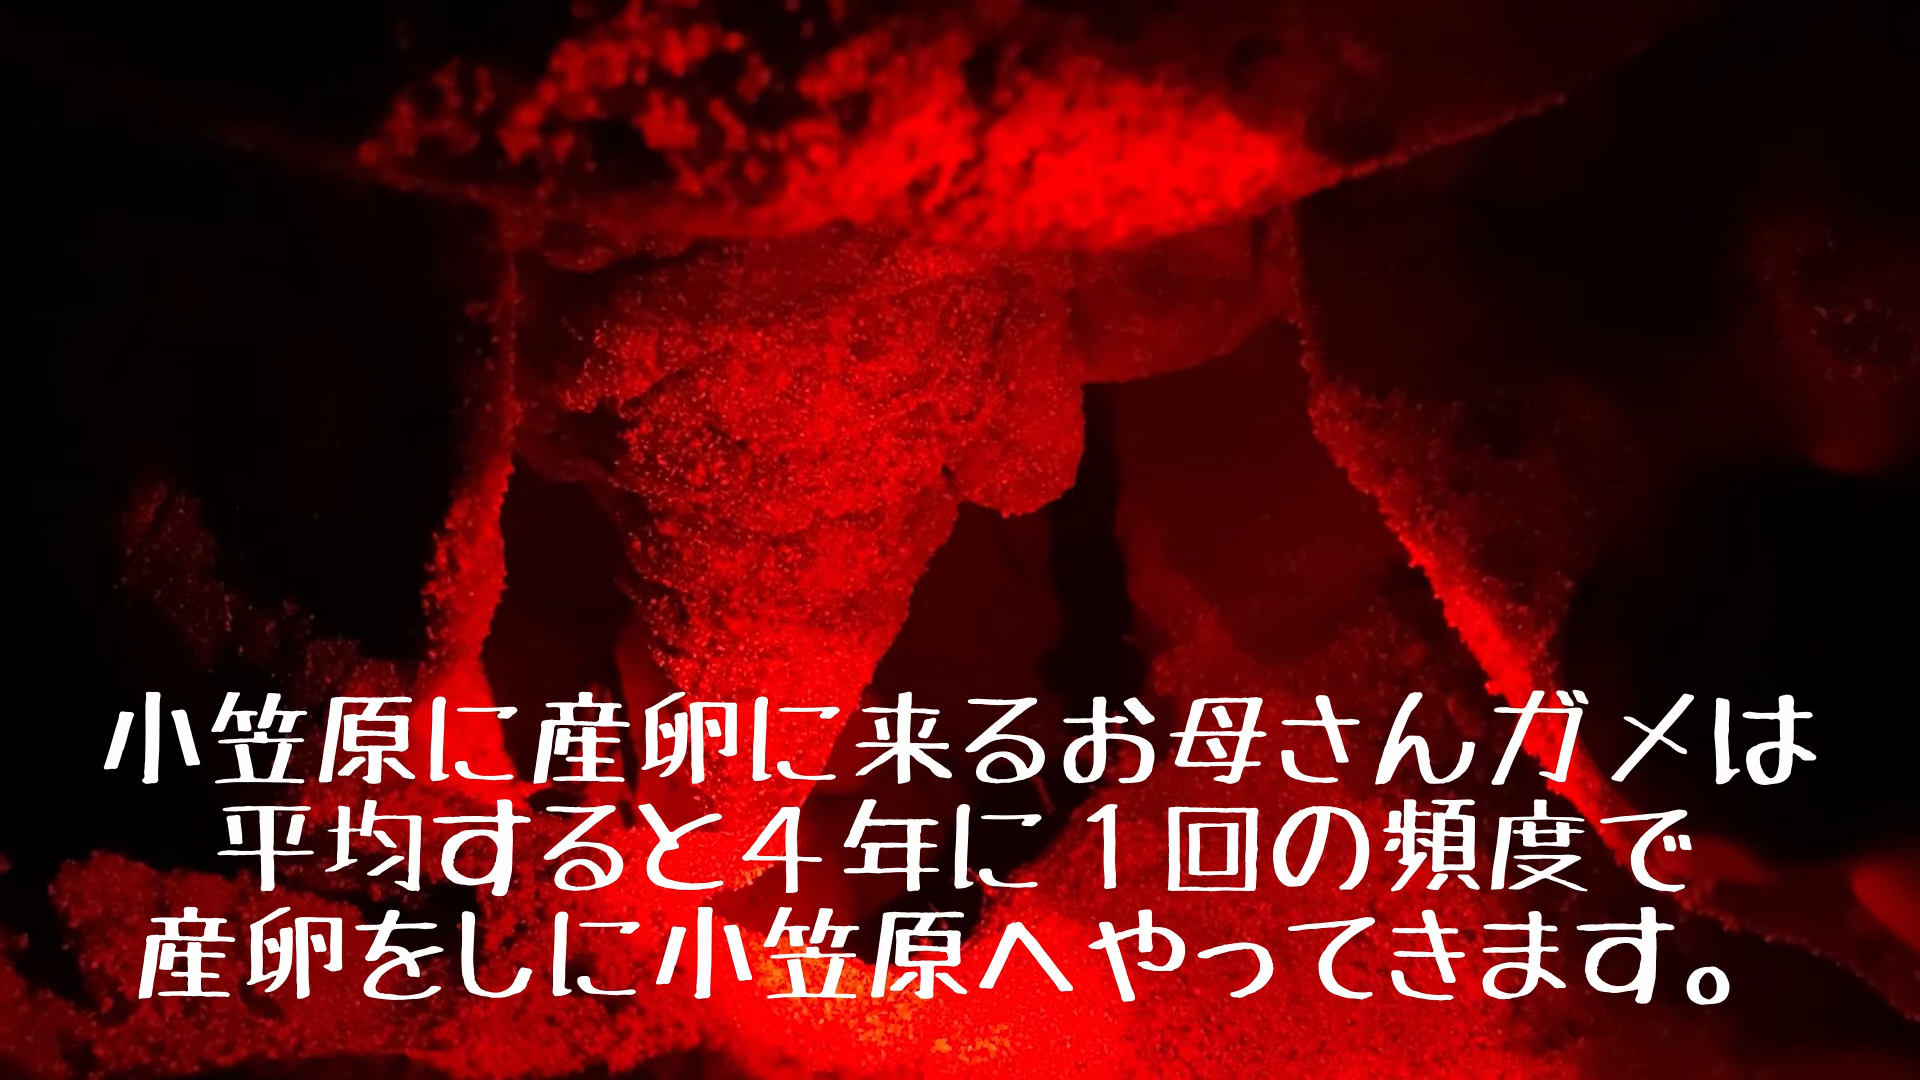 小笠原に産卵に来るお母さんガメは
平均すると４年に１回の頻度で
産卵をしに小笠原へやってきます。